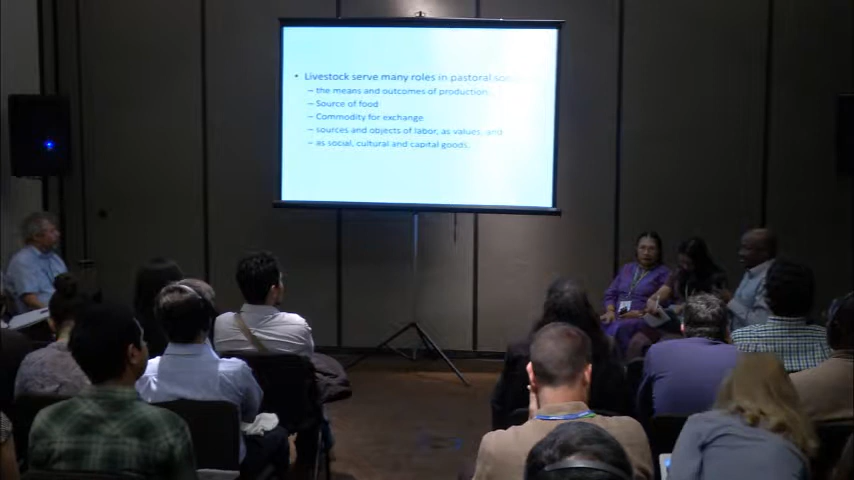 • Livestock serve many roles in pastoral
– the means and outcomes of production:
– Source of food
– Commodity for exchange
– sources and objects of labor, as values, and
– as social, cultural and capital goods.